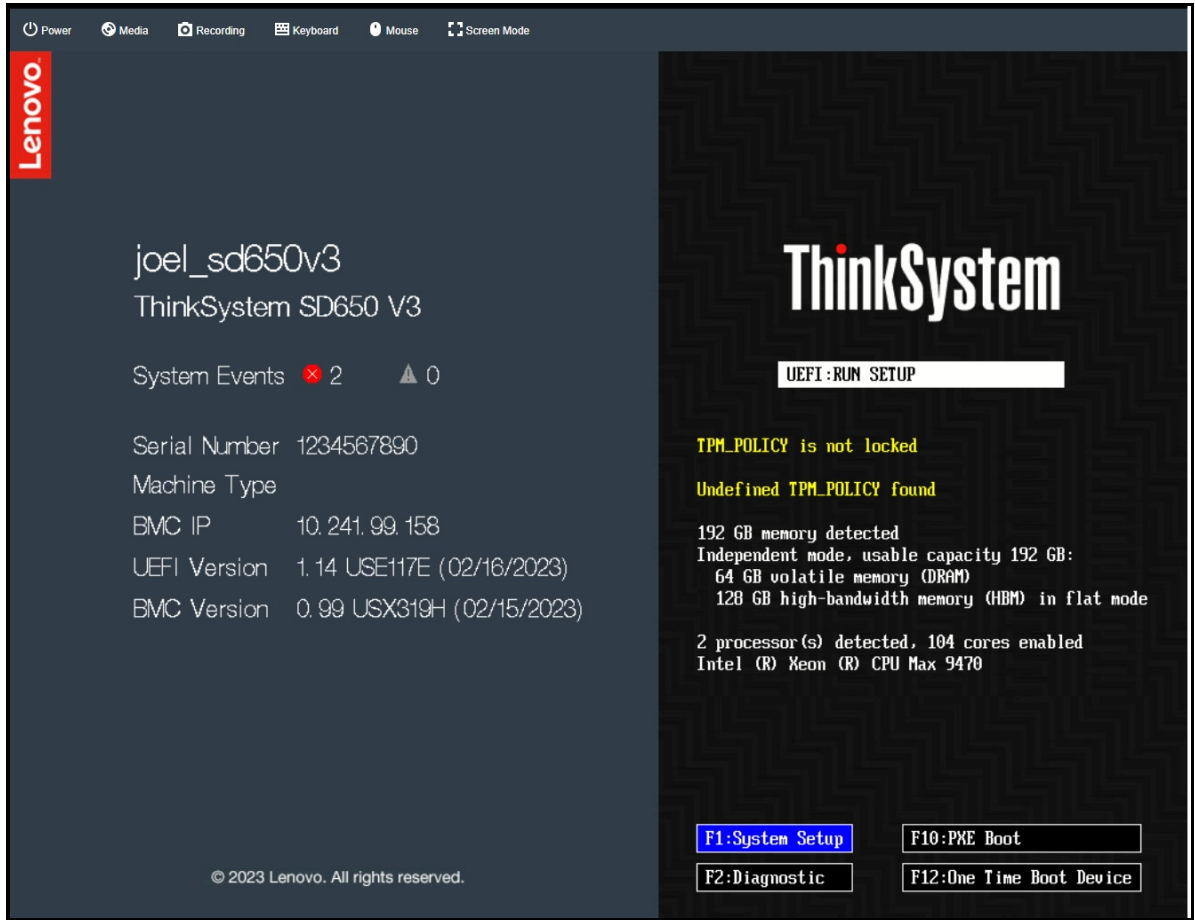 Power Media Recording Keyboard Mouse Screen Mode
Lenovo.
joel_sd650v3
ThinkSystem SD650 V3
System Events 2 0
Serial Number 1234567890
Machine Type
BMC IP 10.241.99.158
UEFI Version 1.14 USE117E (02/16/2023)
BMC Version 0.99 USX319H (02/15/2023)
© 2023 Lenovo. All rights reserved.
ThinkSystem
UEFI:RUN SETUP
TPM_POLICY is not locked
Undefined TPM_POLICY found
192 GB memory detected
Independent mode, usable capacity 192 GB:
64 GB volatile memory (DRAM)
128 GB high-bandwidth memory (HBM) in flat mode
2 processor(s) detected, 104 cores enabled
Intel (R) Xeon (R) CPU Max 9470
F1:System Setup F10:PXE Boot
F2:Diagnostic F12:One Time Boot Device